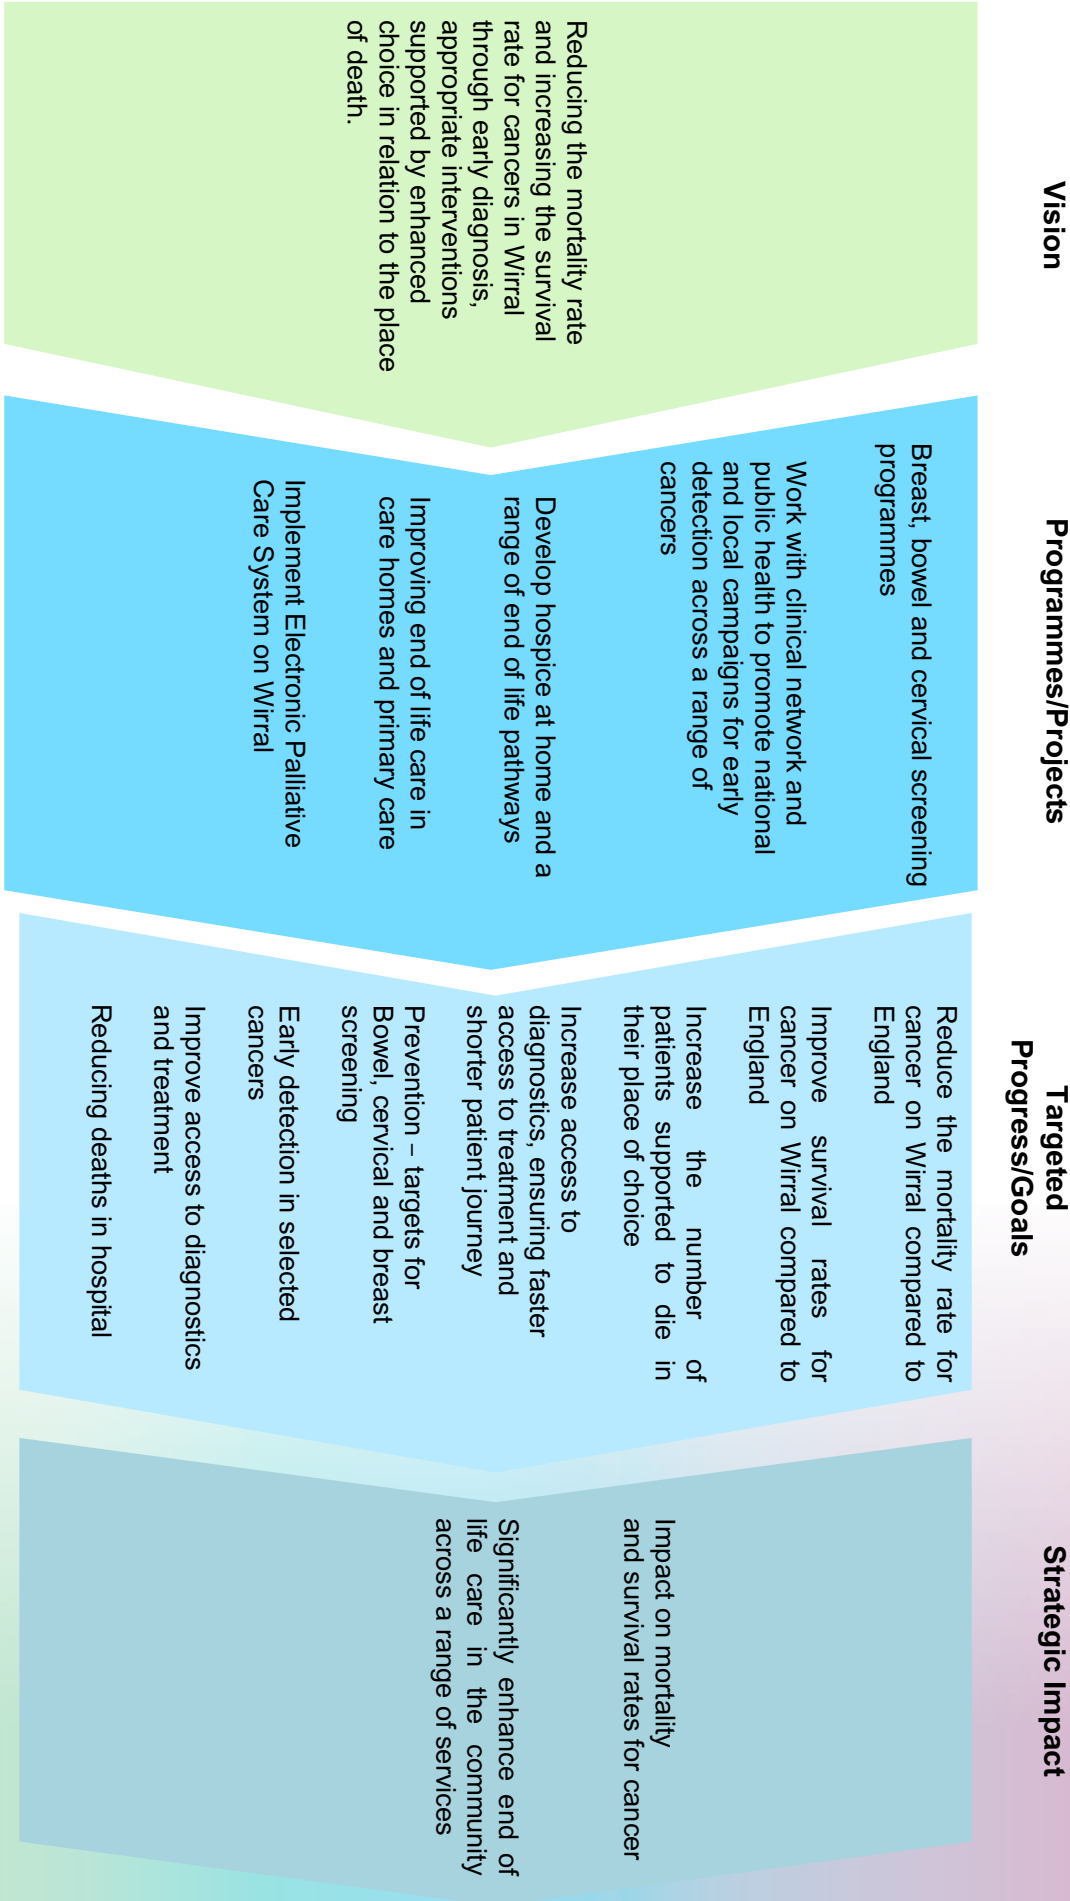 Vision
Reducing the mortality rate
and increasing the survival
rate for cancers in Wirral
through early diagnosis,
appropriate interventions
supported by enhanced
choice in relation to the place
of death.
Programmes/Projects
Breast, bowel and cervical screening
programmes
Work with clinical network and
public health to promote national
and local campaigns for early
detection across a range of
cancers
Develop hospice at home and a
range of end of life pathways
Improving end of life care in
care homes and primary care
Implement Electronic Palliative
Care System on Wirral
Targeted
Progress/Goals
Reduce the mortality rate for
cancer on Wirral compared to
England
Improve survival rates for
cancer on Wirral compared to
England
Increase the number of
patients supported to die in
their place of choice
Increase access to
diagnostics, ensuring faster
access to treatment and
shorter patient journey
Prevention – targets for
Bowel, cervical and breast
screening
Early detection in selected
cancers
Improve access to diagnostics
and treatment
Reducing deaths in hospital
Strategic Impact
Impact on mortality
and survival rates for cancer
Significantly enhance end of
life care in the community
across a range of services